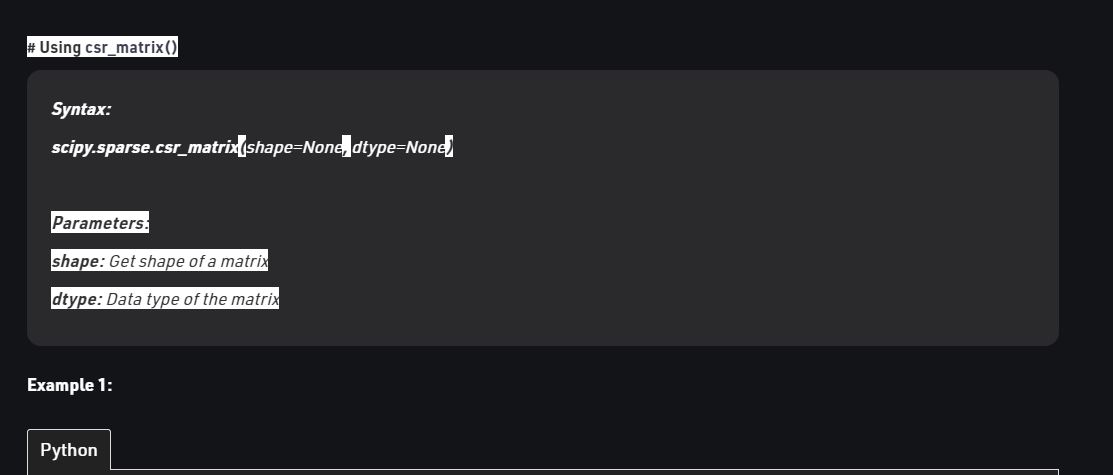 # Using csr_matrix()
Syntax:
scipy.sparse.csr_matrix(shape=None,dtype=None)
Parameters:
shape: Get shape of a matrix
dtype: Data type of the matrix
Example 1:
Python